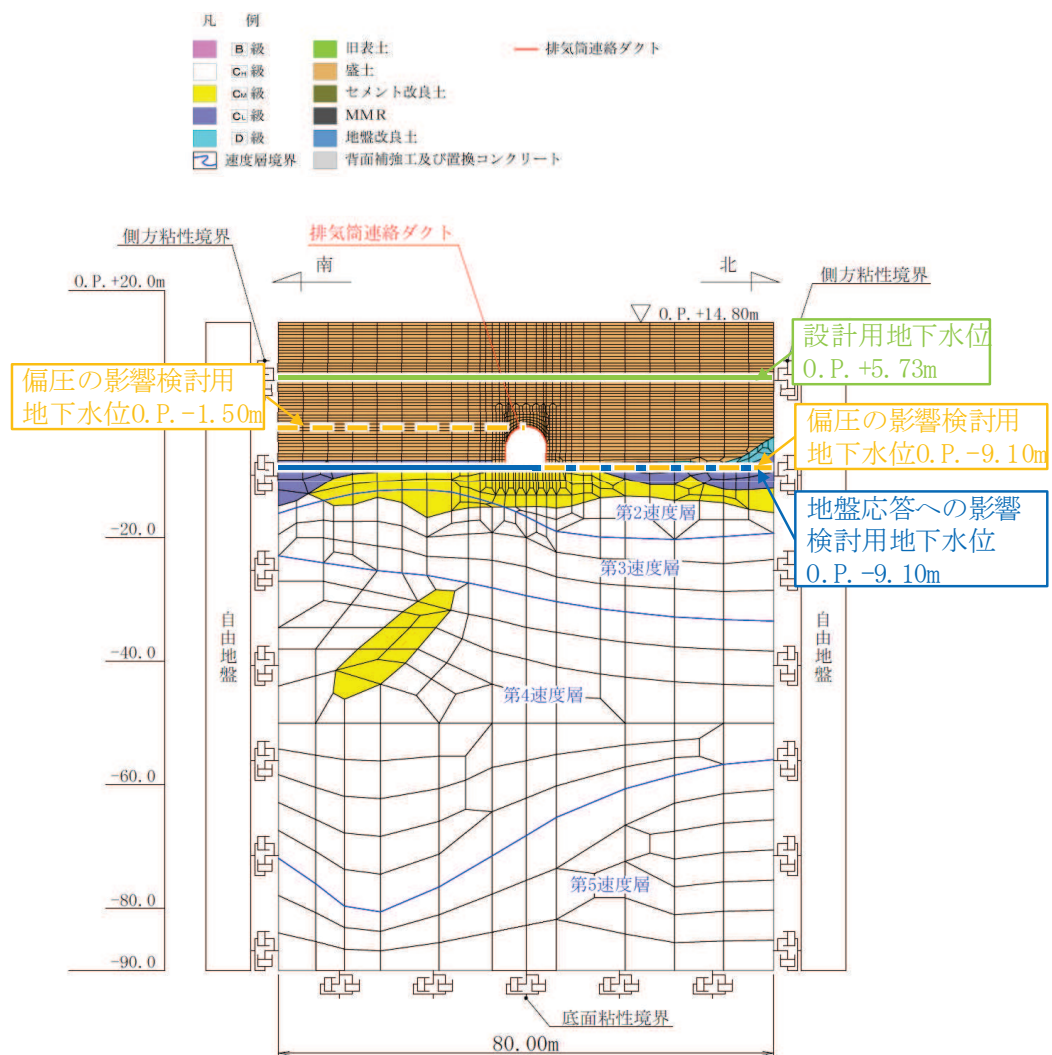 凡 例
B 級
CH 級
CM 級
CL 級
D 級
速度層境界
旧表土
盛土
セメント改良土
MMR
地盤改良土
背面補強工及び置換コンクリート
排気筒連絡ダクト
側方粘性境界
排気筒連絡ダクト
南
北
側方粘性境界
O.P.+20.0m
O.P.+14.80m
設計用地下水位
O.P.+5.73m
偏圧の影響検討用
地下水位O.P.-1.50m
偏圧の影響検討用
地下水位O.P.-9.10m
地盤応答への影響
検討用地下水位
O.P.-9.10m
-20.0
-40.0
-60.0
-80.0
-90.0
自由地盤
自由地盤
第2速度層
第3速度層
第4速度層
第5速度層
底面粘性境界
80.00m